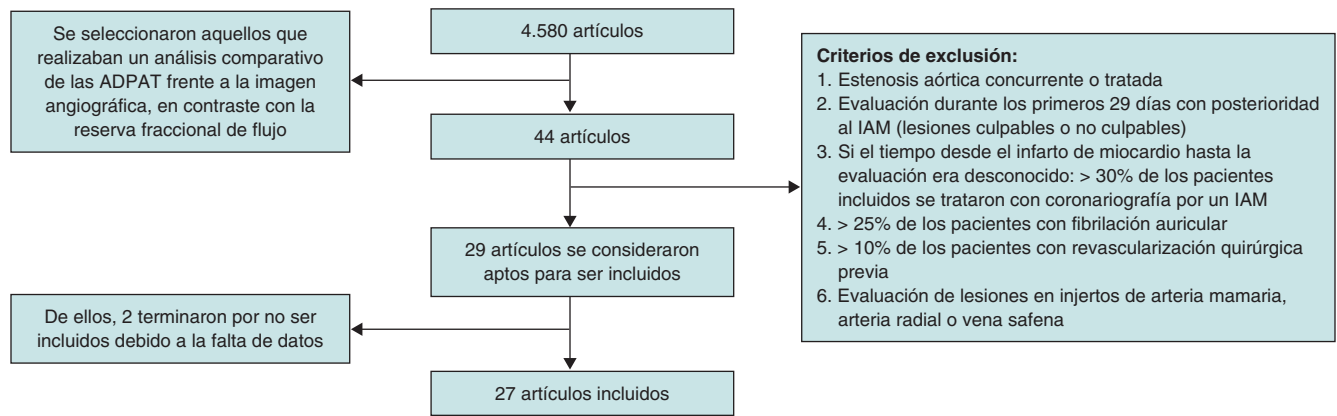 4.580 artículos
Se seleccionaron aquellos que
realizaban un análisis comparativo
de las ADPAT frente a la imagen
angiográfica, en contraste con la
reserva fraccional de flujo
44 artículos
Criterios de exclusión:
1. Estenosis aórtica concurrente o tratada
2. Evaluación durante los primeros 29 días con posterioridad
al IAM (lesiones culpables o no culpables)
3. Si el tiempo desde el infarto de miocardio hasta la
evaluación era desconocido: > 30% de los pacientes
incluidos se trataron con coronariografía por un IAM
4. > 25% de los pacientes con fibrilación auricular
5. > 10% de los pacientes con revascularización quirúrgica
previa
6. Evaluación de lesiones en injertos de arteria mamaria,
arteria radial o vena safena
29 artículos se consideraron
aptos para ser incluidos
De ellos, 2 terminaron por no ser
incluidos debido a la falta de datos
27 artículos incluidos